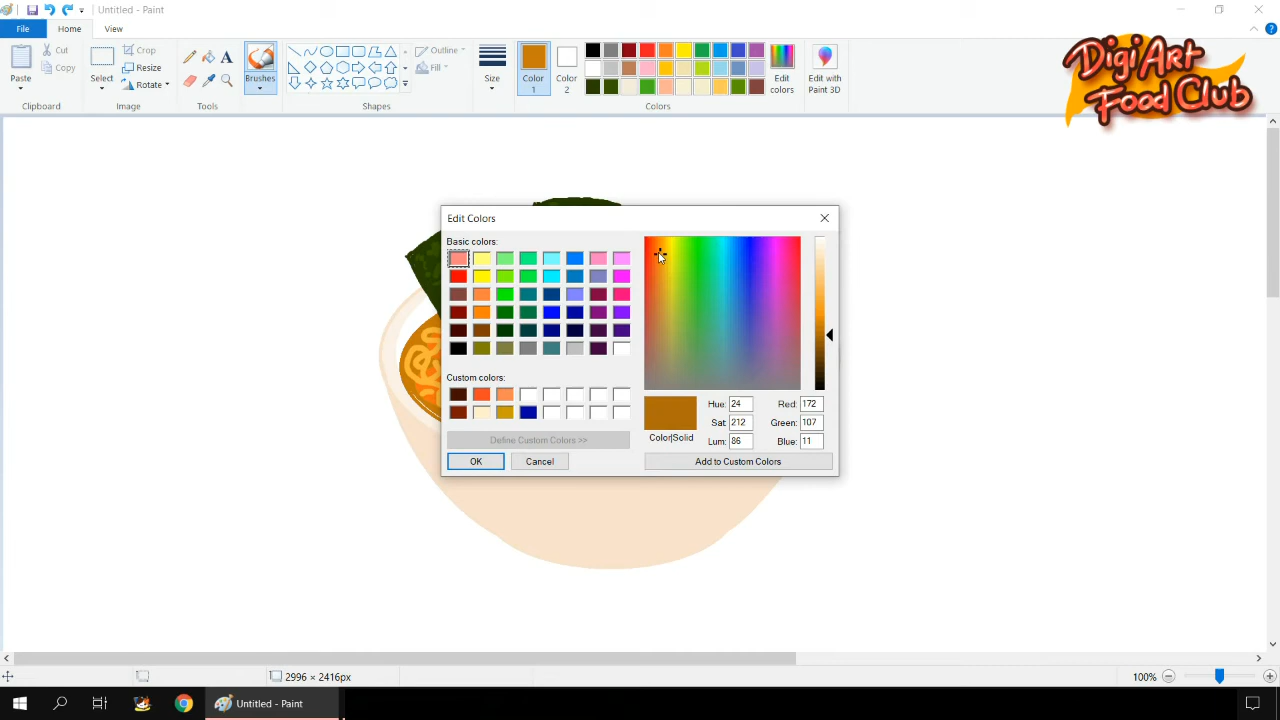 Untitled - Paint
File
Home
View
Paste
Cut
Copy
Clipboard
Select
Crop
Resize
Rotate
Image
A
Tools
Brushes
Outline
Fill
Shapes
Size
Color
1
Color
2
Colors
Edit
colors
Edit with
Paint 3D
DigiArt
Food Club
Edit Colors
Basic colors:
Custom colors:
Define Custom Colors >>
OK
Cancel
Color|Solid
Hue: 24
Sat: 212
Lum: 86
Red: 172
Green: 107
Blue: 11
Add to Custom Colors
2996 × 2416px
100%
Untitled - Paint